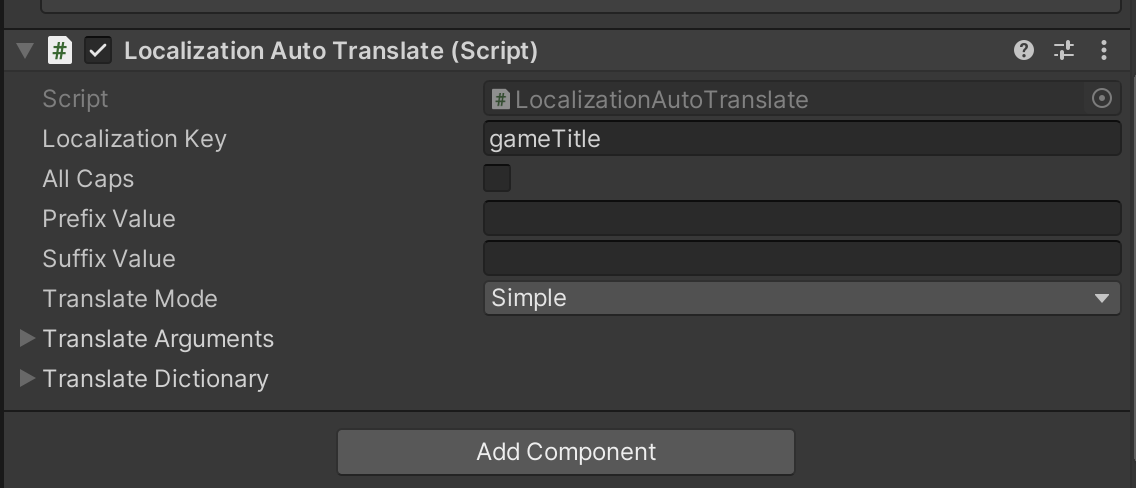 Localization Auto Translate (Script)
Script LocalizationAutoTranslate
Localization Key gameTitle
All Caps
Prefix Value
Suffix Value
Translate Mode Simple
Translate Arguments
Translate Dictionary
Add Component